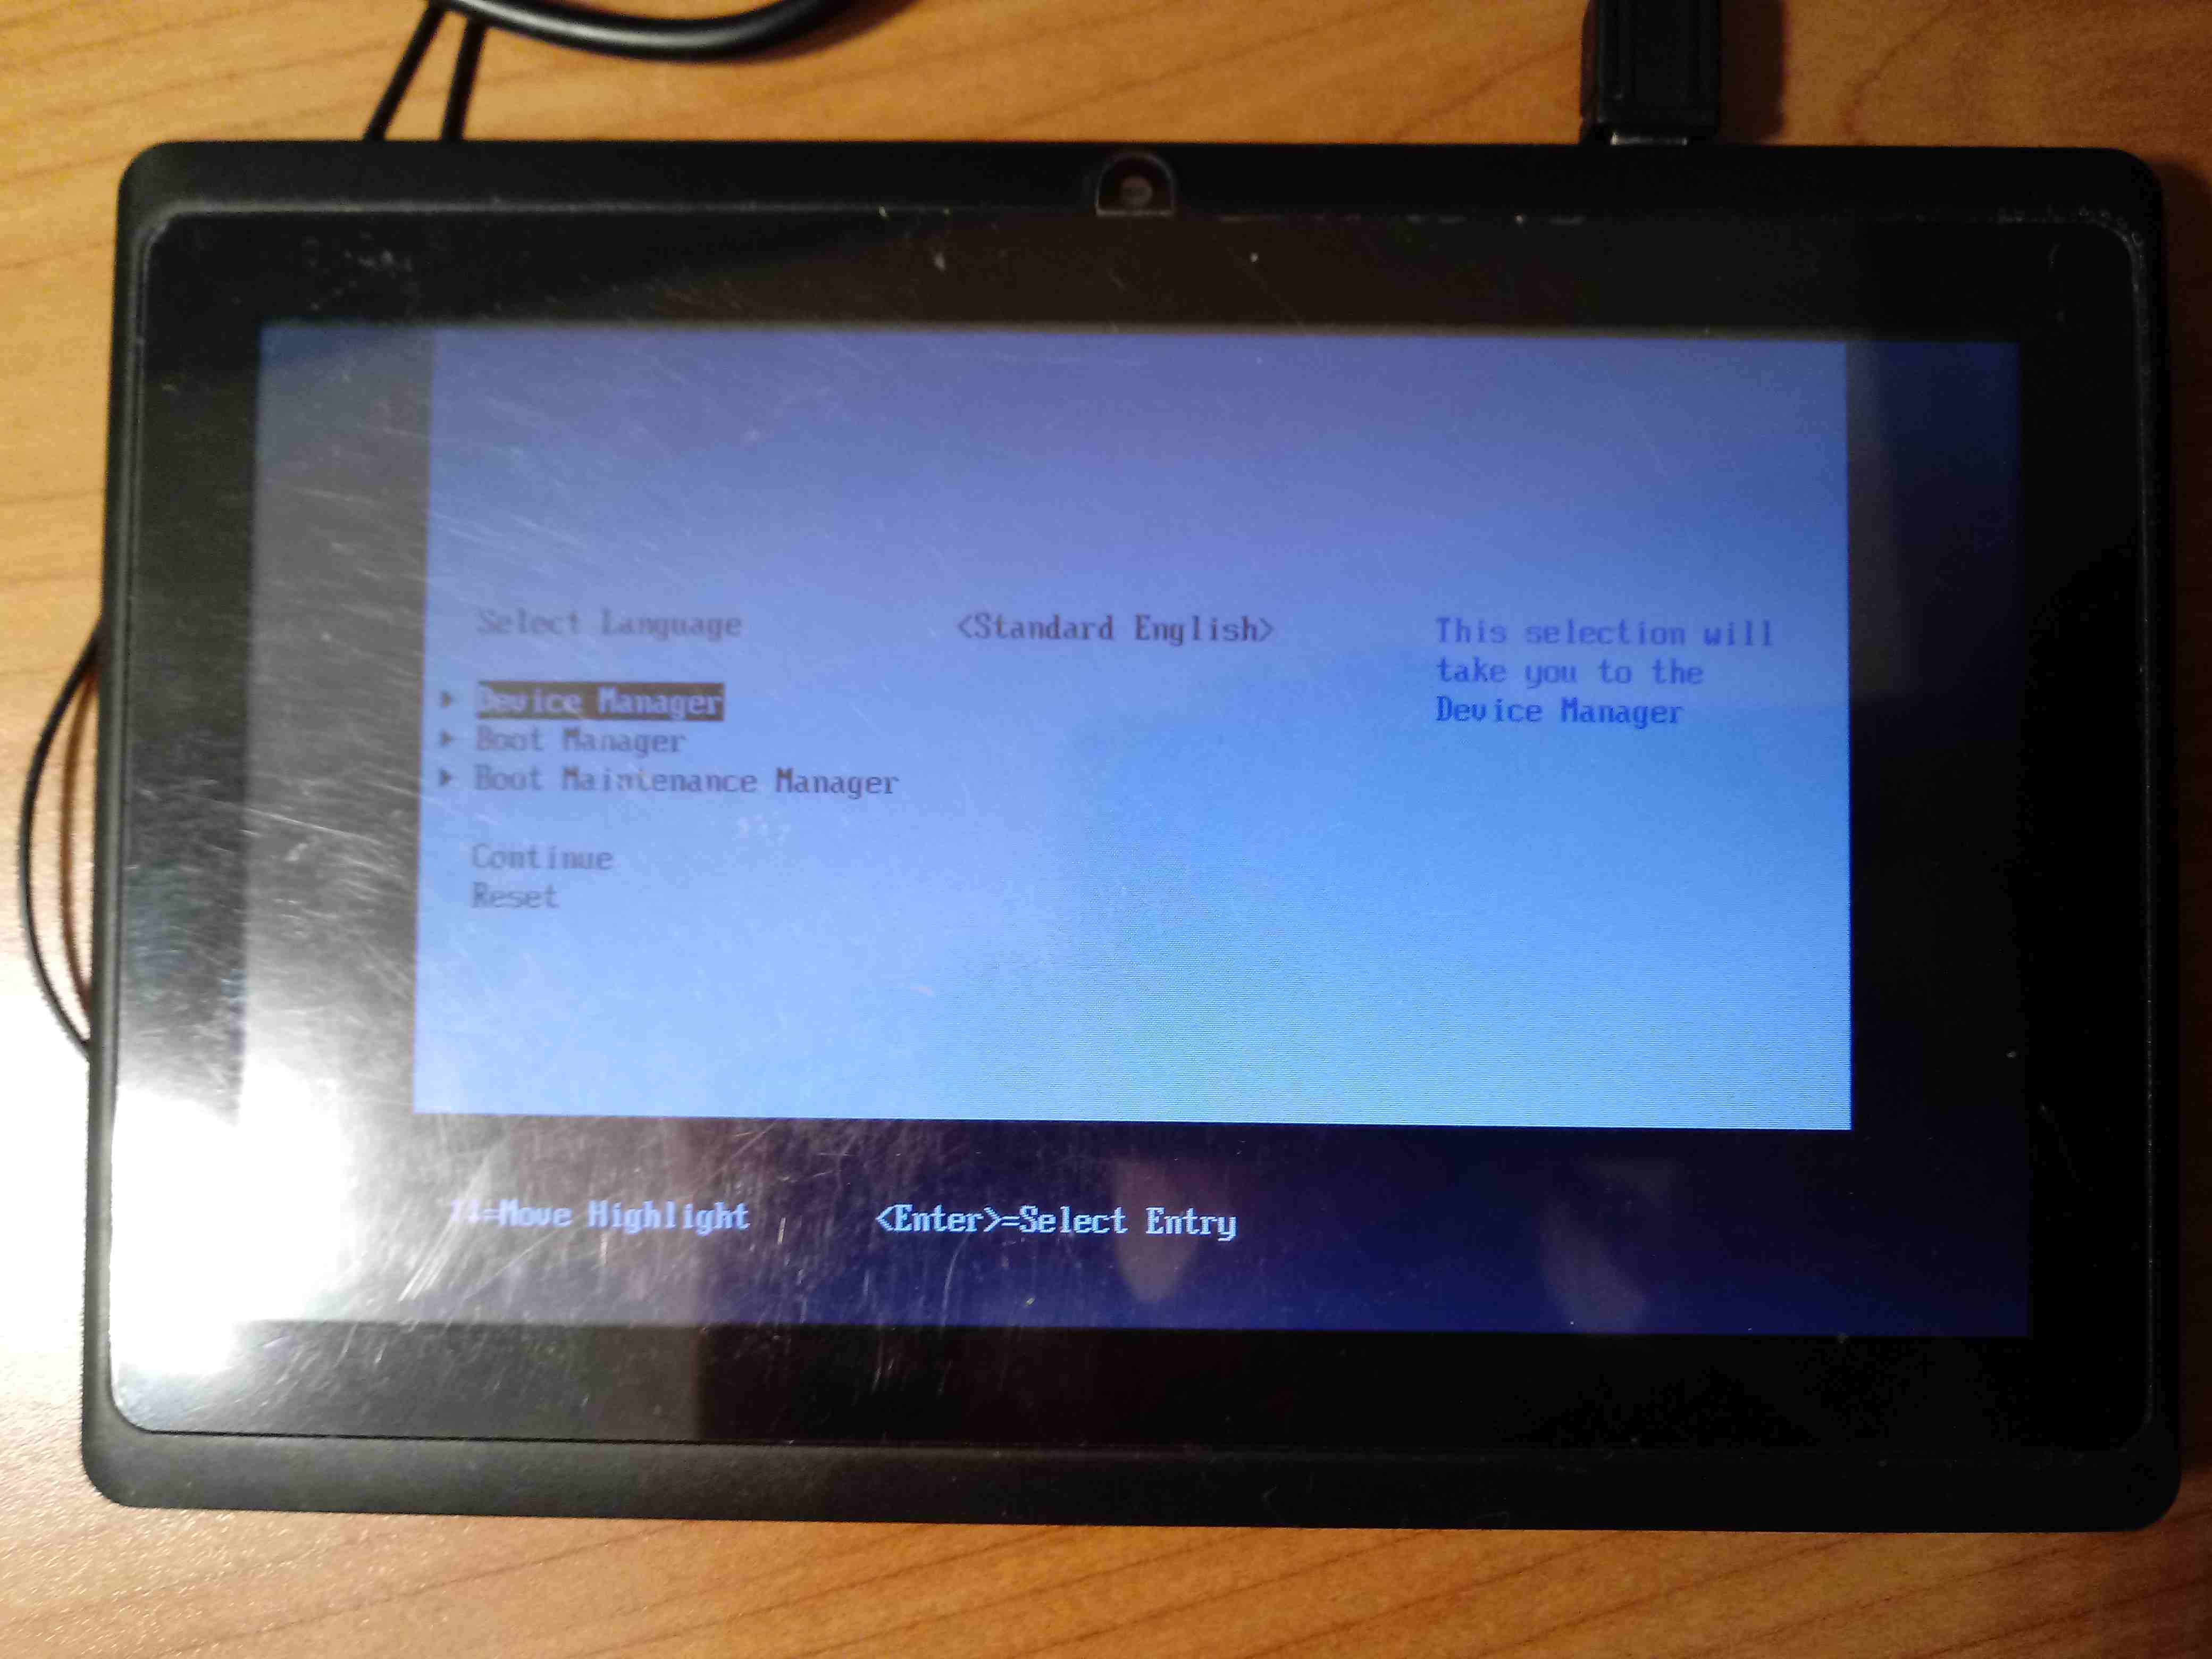 Select Language <Standard English> This selection will
take you to the
Device Manager Device Manager
Boot Manager
Boot Maintenance Manager
Continue
Reset
↑↓=Move Highlight <Enter>=Select Entry